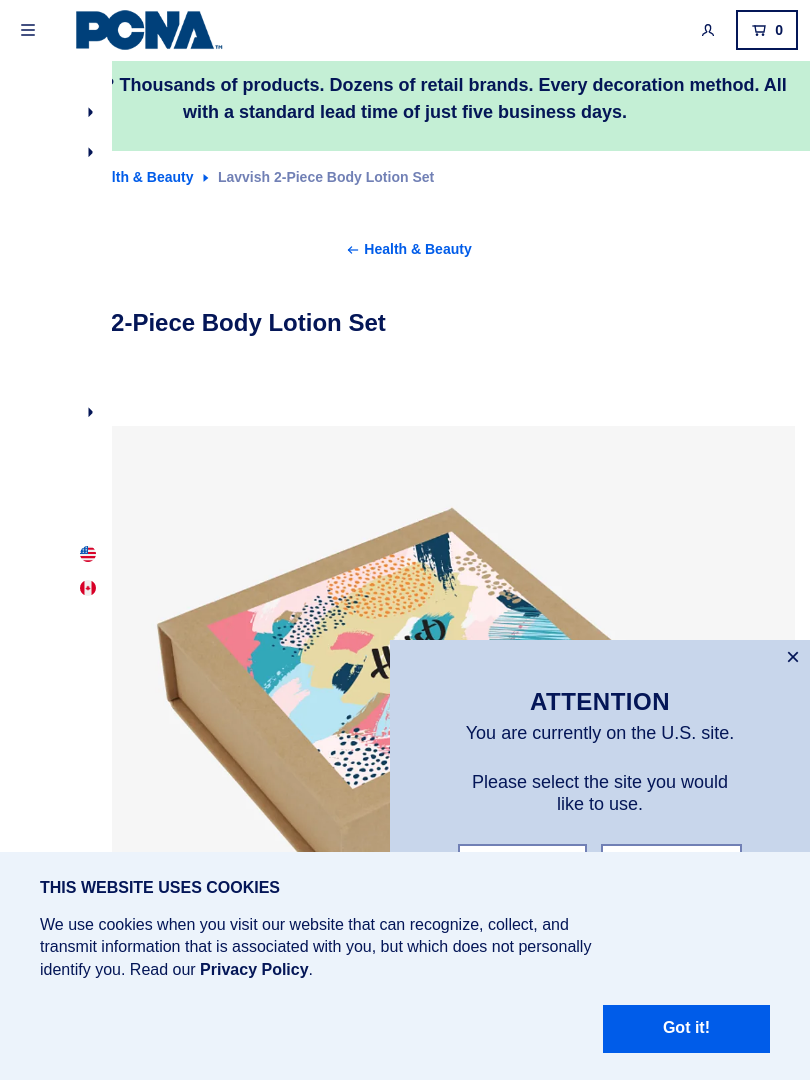 PCNA™
0
Thousands of products. Dozens of retail brands. Every decoration method. All
with a standard lead time of just five business days.
lth & Beauty Lavvish 2-Piece Body Lotion Set
← Health & Beauty
2-Piece Body Lotion Set
ATTENTION
You are currently on the U.S. site.
Please select the site you would
like to use.
THIS WEBSITE USES COOKIES
We use cookies when you visit our website that can recognize, collect, and
transmit information that is associated with you, but which does not personally
identify you. Read our Privacy Policy.
Got it!